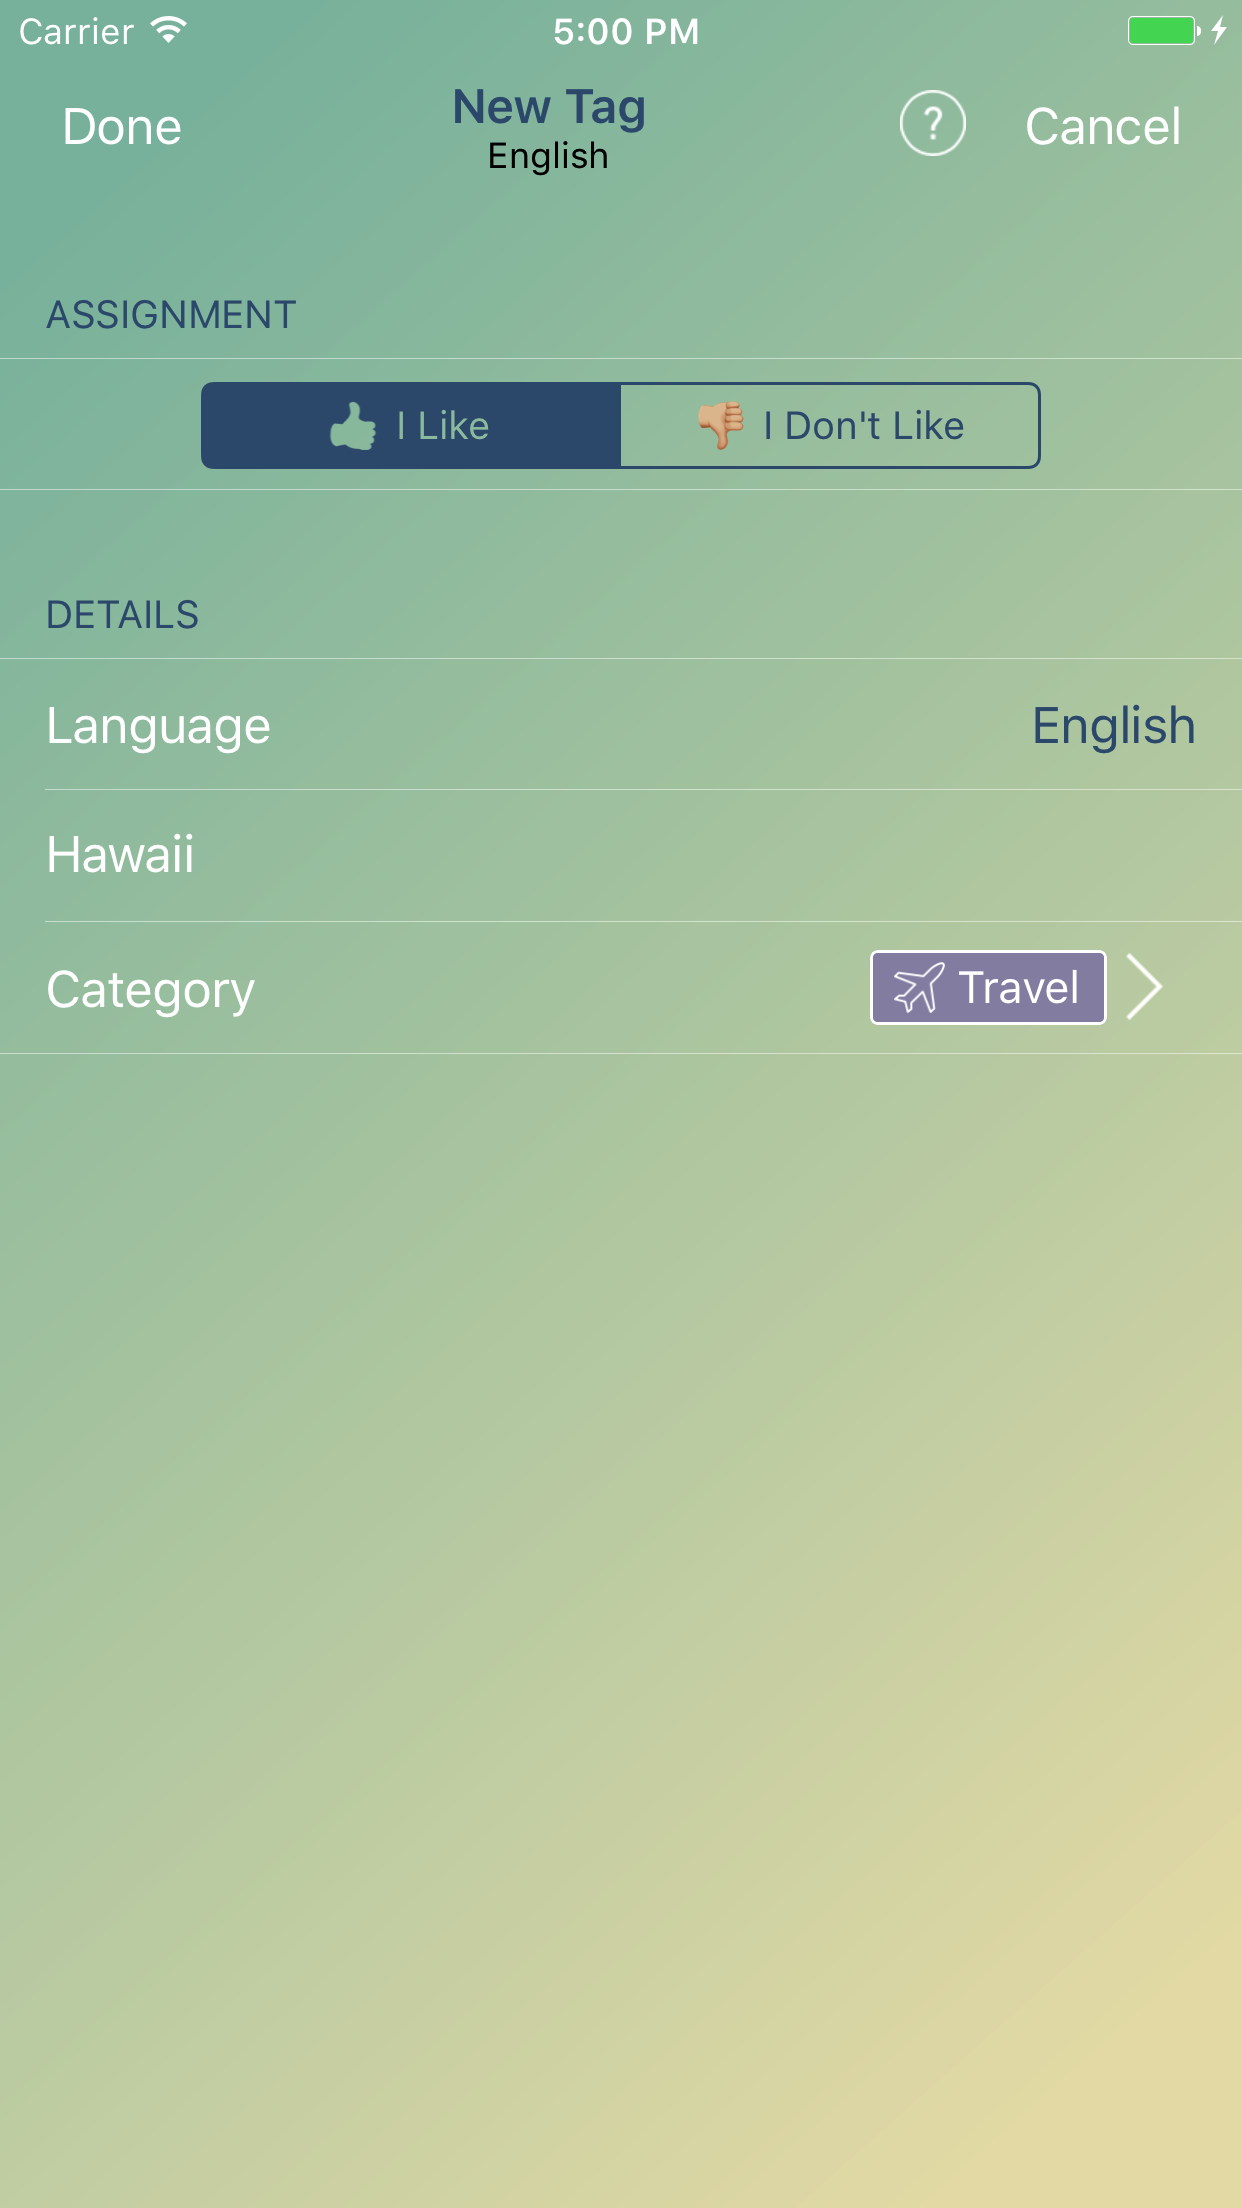 Carrier 5:00 PM
Done New Tag ? Cancel
English
ASSIGNMENT
👍 I Like 👎🏼 I Don't Like
DETAILS
Language English
Hawaii
Category Travel